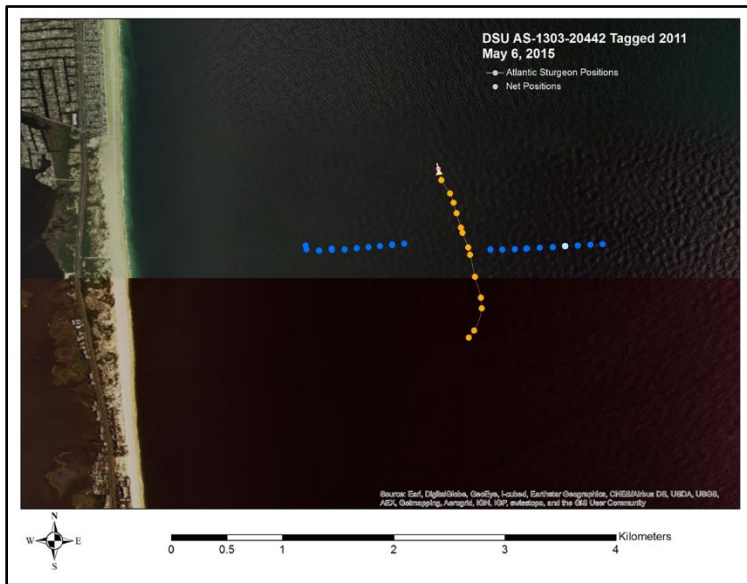 DSU AS-1303-20442 Tagged 2011
May 6, 2015
Atlantic Sturgeon Positions
Net Positions
Source: Esri, DigitalGlobe, GeoEye, i-cubed, Earthstar Geographics, CNES/Airbus DS, USDA, USGS,
AEX, Getmapping, Aerogrid, IGN, IGP, swisstopo, and the GIS User Community
N
W E
S
Kilometers
0 0.5 1 2 3 4